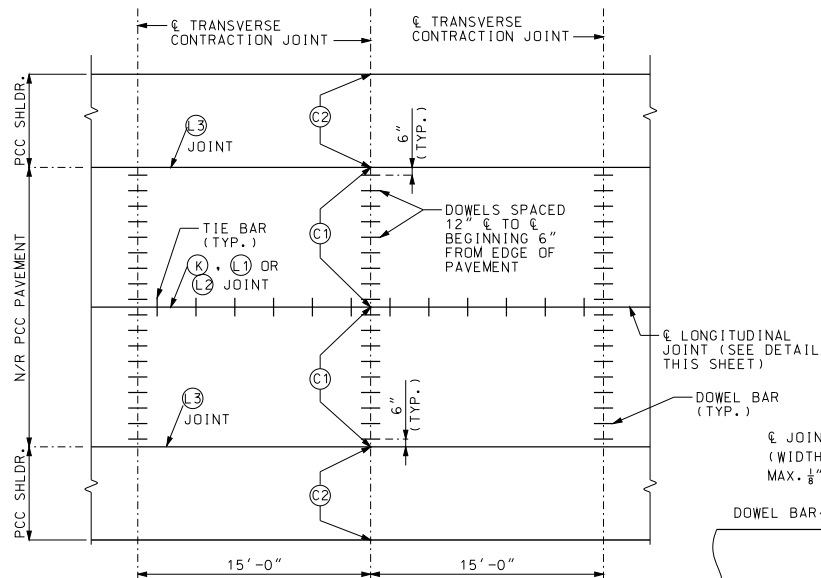 ℄ TRANSVERSE
CONTRACTION JOINT
℄ TRANSVERSE
CONTRACTION JOINT
PCC SHLDR.
C2
6"
(TYP.)
L3
JOINT
N/R PCC PAVEMENT
TIE BAR
(TYP.)
K , L1 OR
L2 JOINT
C1
DOWELS SPACED
12" ℄ TO ℄
BEGINNING 6"
FROM EDGE OF
PAVEMENT
℄ LONGITUDINAL
JOINT (SEE DETAIL
THIS SHEET)
C1
6"
(TYP.)
L3
JOINT
DOWEL BAR
(TYP.)
℄ JOIN
(WIDTH
MAX. ⅛"
PCC SHLDR.
C2
DOWEL BAR
15'-0"
15'-0"